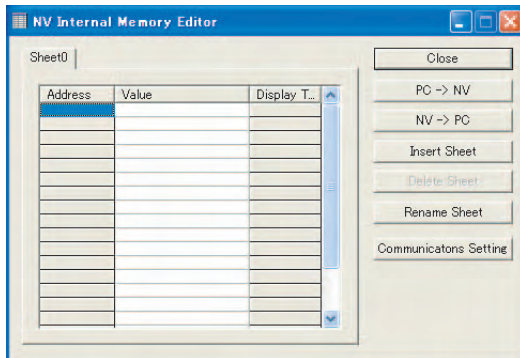 NV Internal Memory Editor
Sheet0
Address Value Display T...
Close
PC -> NV
NV -> PC
Insert Sheet
Delete Sheet
Rename Sheet
Communicatons Setting